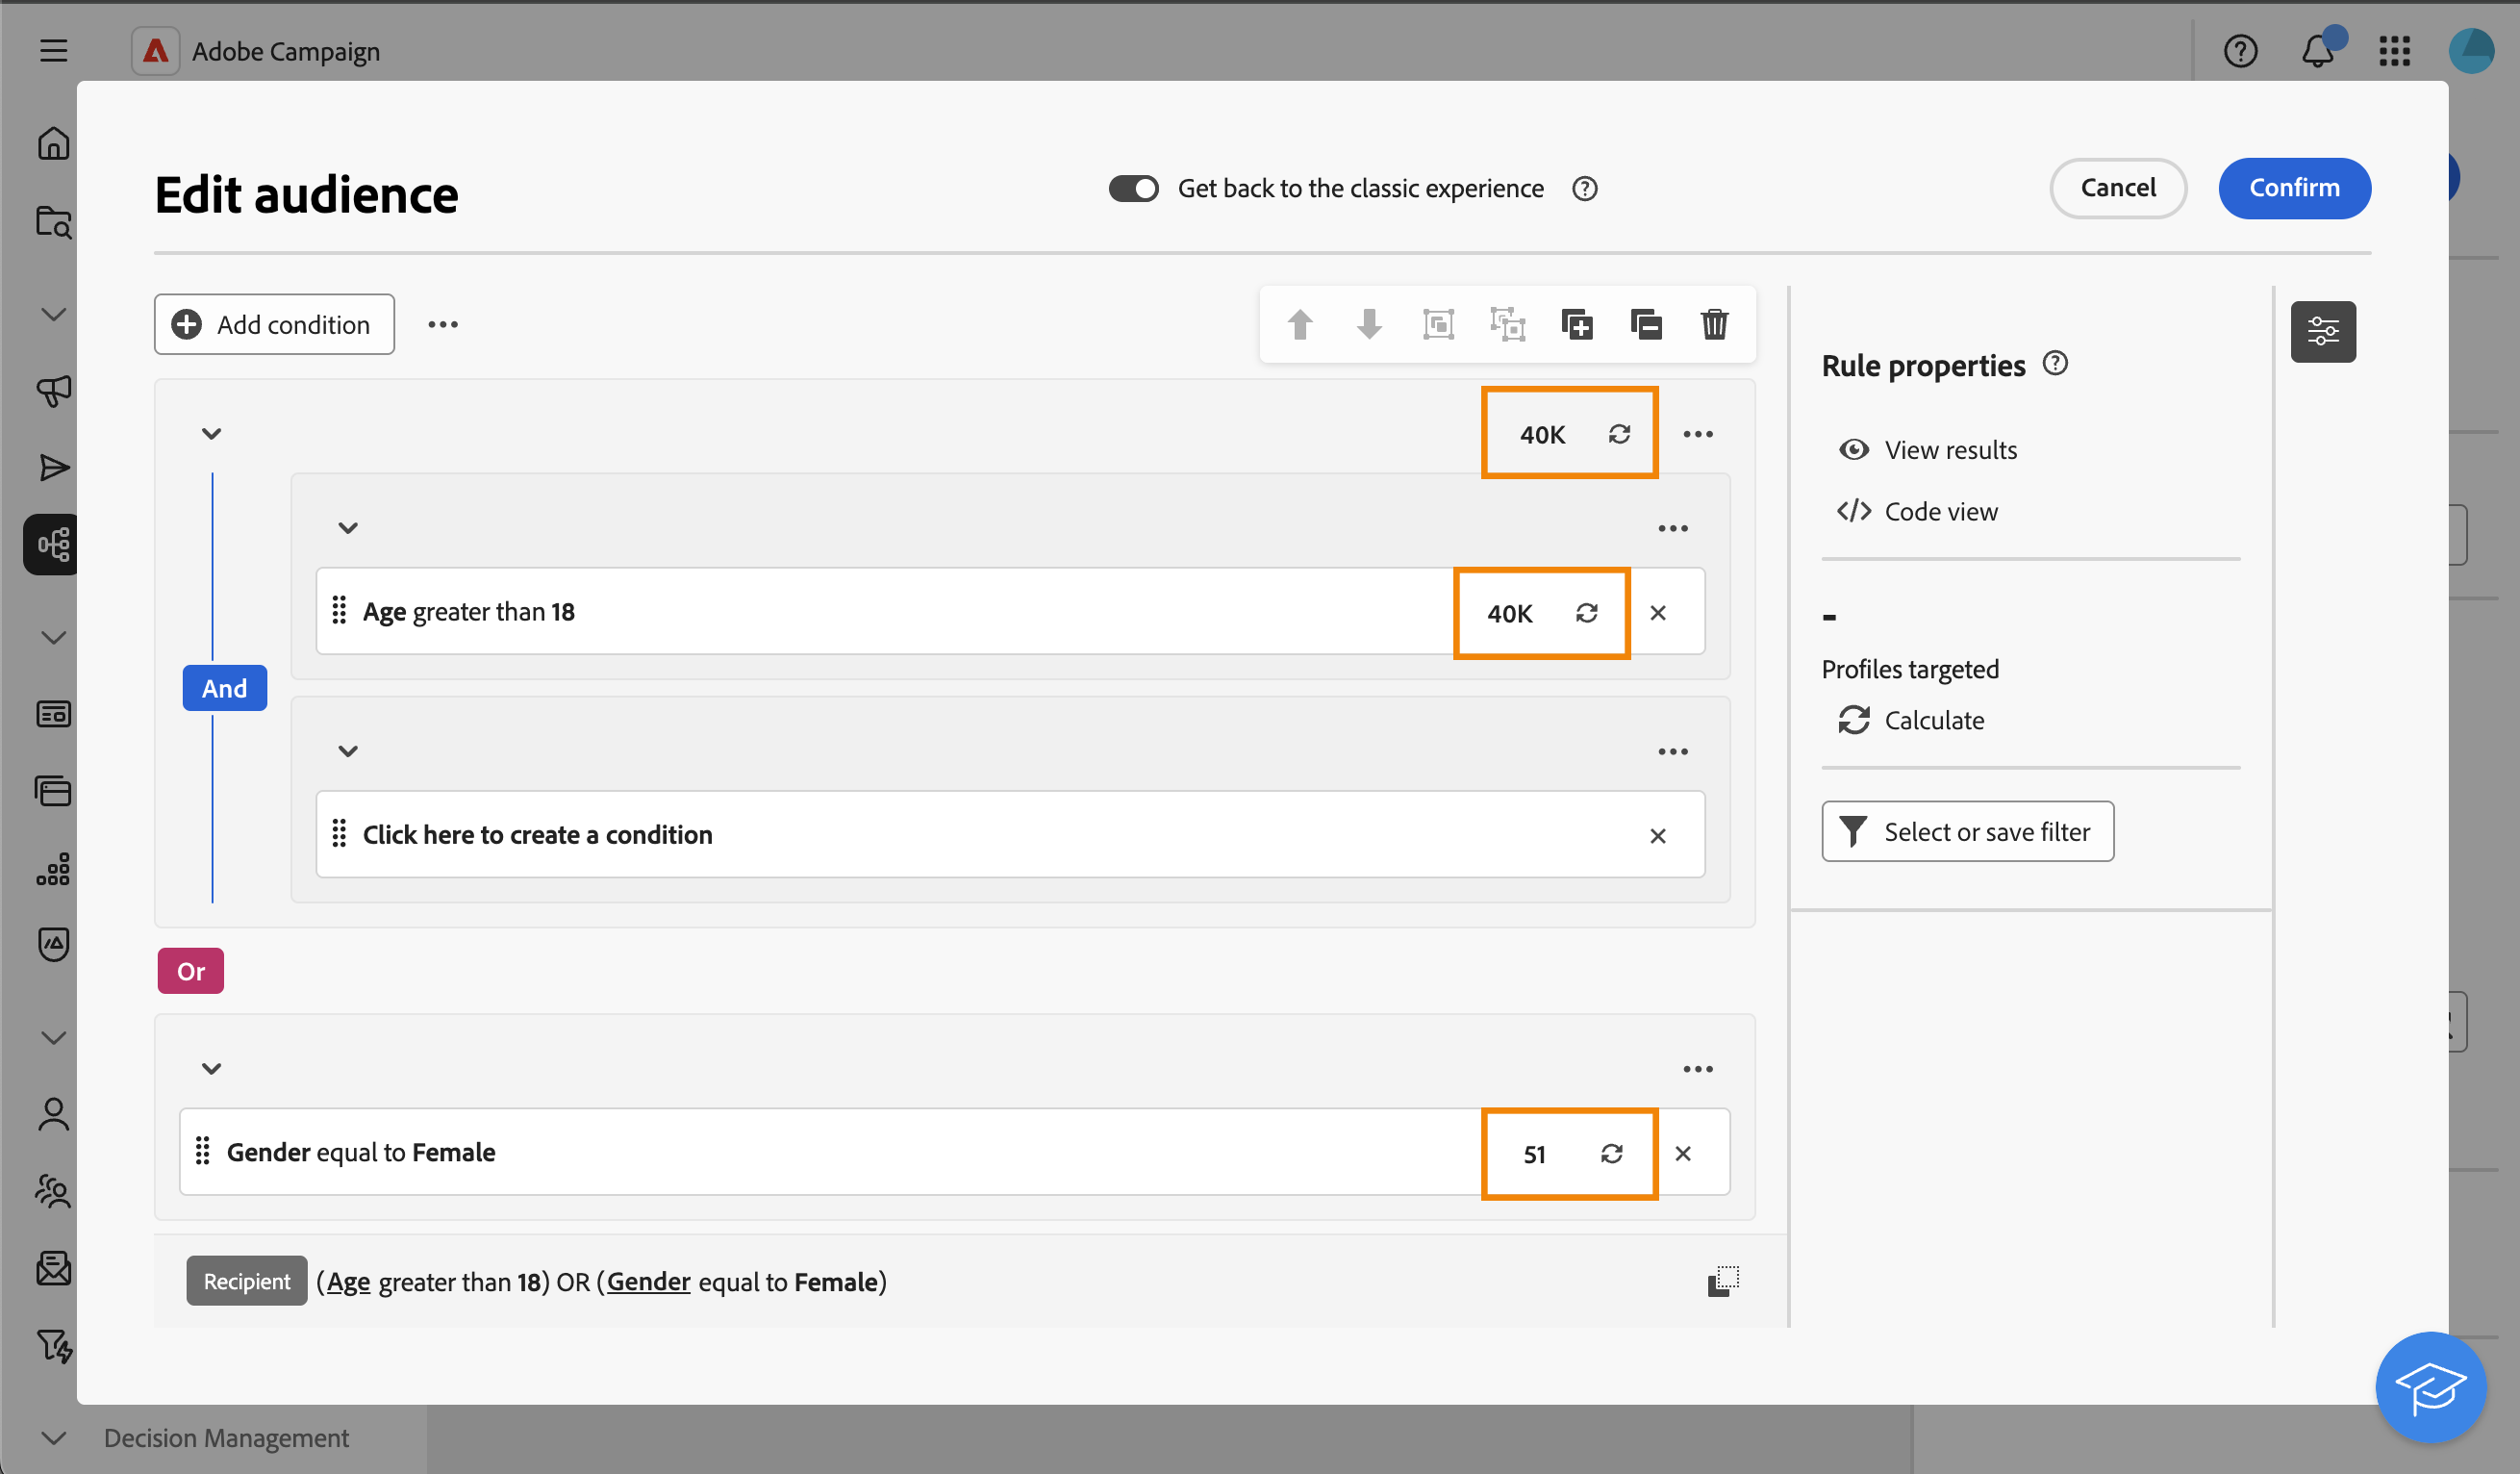 Adobe Campaign
Edit audience
Get back to the classic experience
Cancel
Confirm
Add condition
40K
Age greater than 18
40K
And
Click here to create a condition
Or
Gender equal to Female
51
Recipient (Age greater than 18) OR (Gender equal to Female)
Rule properties
View results
Code view
-
Profiles targeted
Calculate
Select or save filter
Decision Management